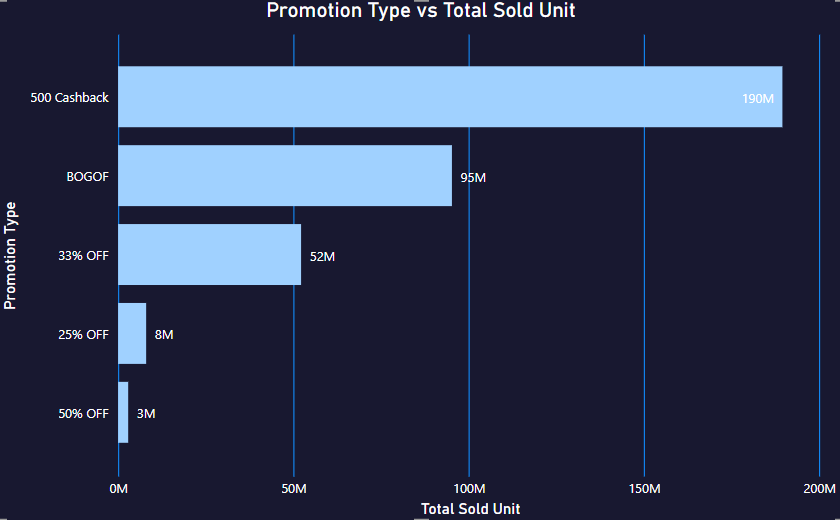 Promotion Type vs Total Sold Unit
Promotion Type
500 Cashback
190M
BOGOF
95M
33% OFF
52M
25% OFF
8M
50% OFF
3M
0M
50M
100M
150M
200M
Total Sold Unit